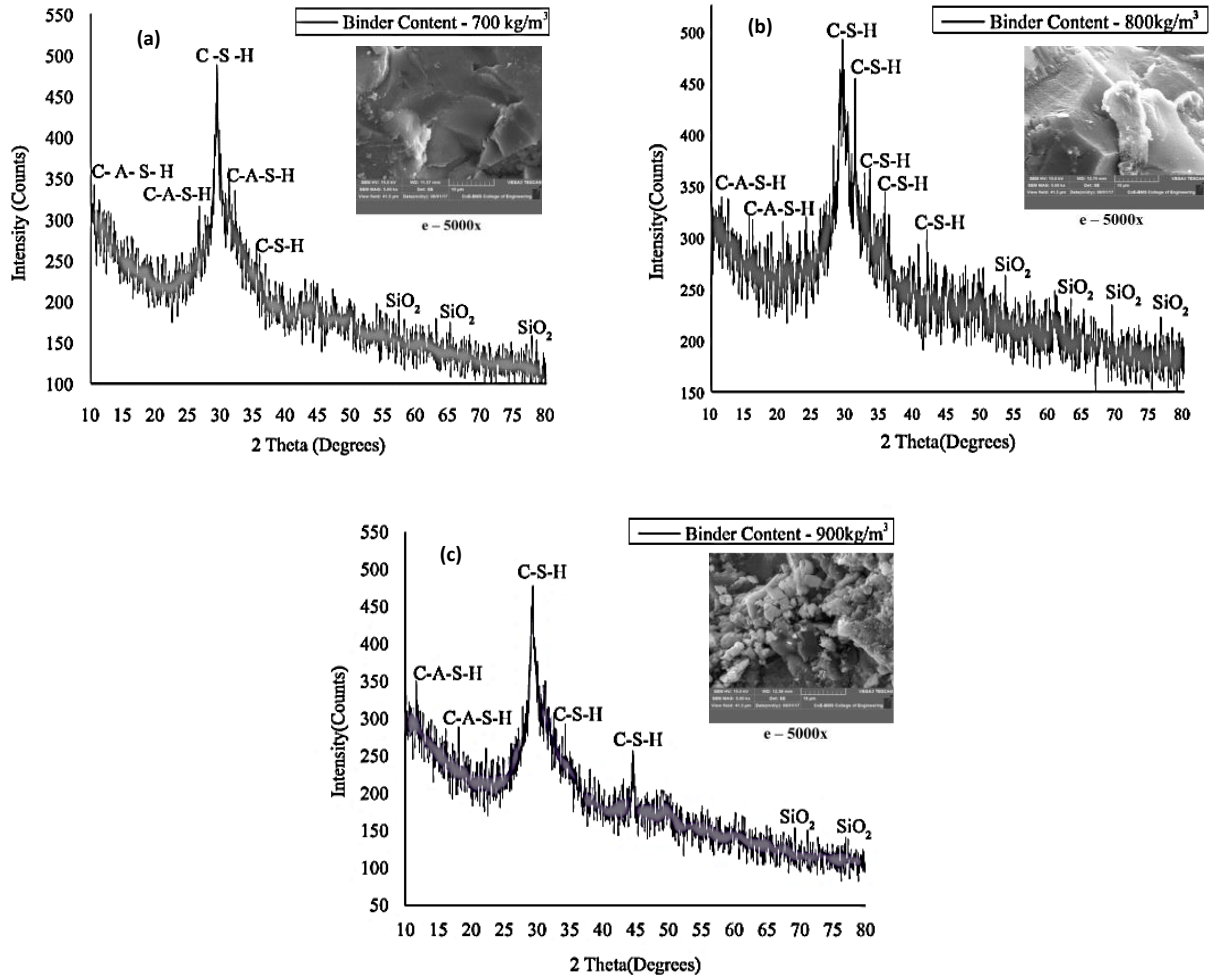 (a)
Binder Content - 700 kg/m³
550
500
450
400
350
300
250
200
150
100
Intensity (Counts)
C -S -H
C- A- S- H
C-A-S-H
C-A-S-H
C-S-H
SiO₂
SiO₂
SiO₂
e – 5000x
10 15 20 25 30 35 40 45 50 55 60 65 70 75 80
2 Theta (Degrees)
(b)
Binder Content - 800kg/m³
500
450
400
350
300
250
200
150
Intensity(Counts)
C-S-H
C-S-H
C-S-H
C-S-H
C-A-S-H
C-A-S-H
C-S-H
SiO₂
SiO₂
SiO₂
SiO₂
e – 5000x
10 15 20 25 30 35 40 45 50 55 60 65 70 75 80
2 Theta(Degrees)
(c)
Binder Content - 900kg/m³
550
500
450
400
350
300
250
200
150
100
50
Intensity(Counts)
C-S-H
C-A-S-H
C-A-S-H
C-S-H
C-S-H
SiO₂
SiO₂
e – 5000x
10 15 20 25 30 35 40 45 50 55 60 65 70 75 80
2 Theta(Degrees)